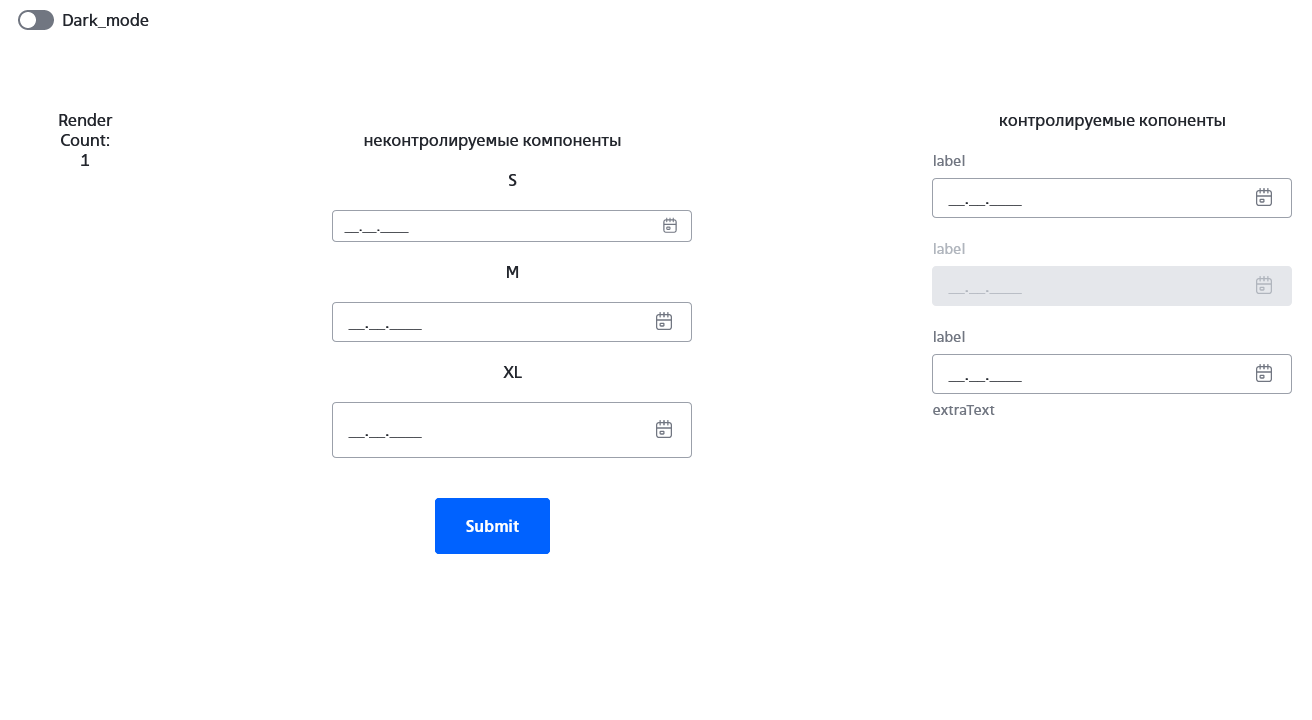 Dark_mode
Render
Count:
1
неконтролируемые компоненты
S
__.__.____
M
__.__.____
XL
__.__.____
Submit
контролируемые копоненты
label
__.__.____
label
__.__.____
label
__.__.____
extraText